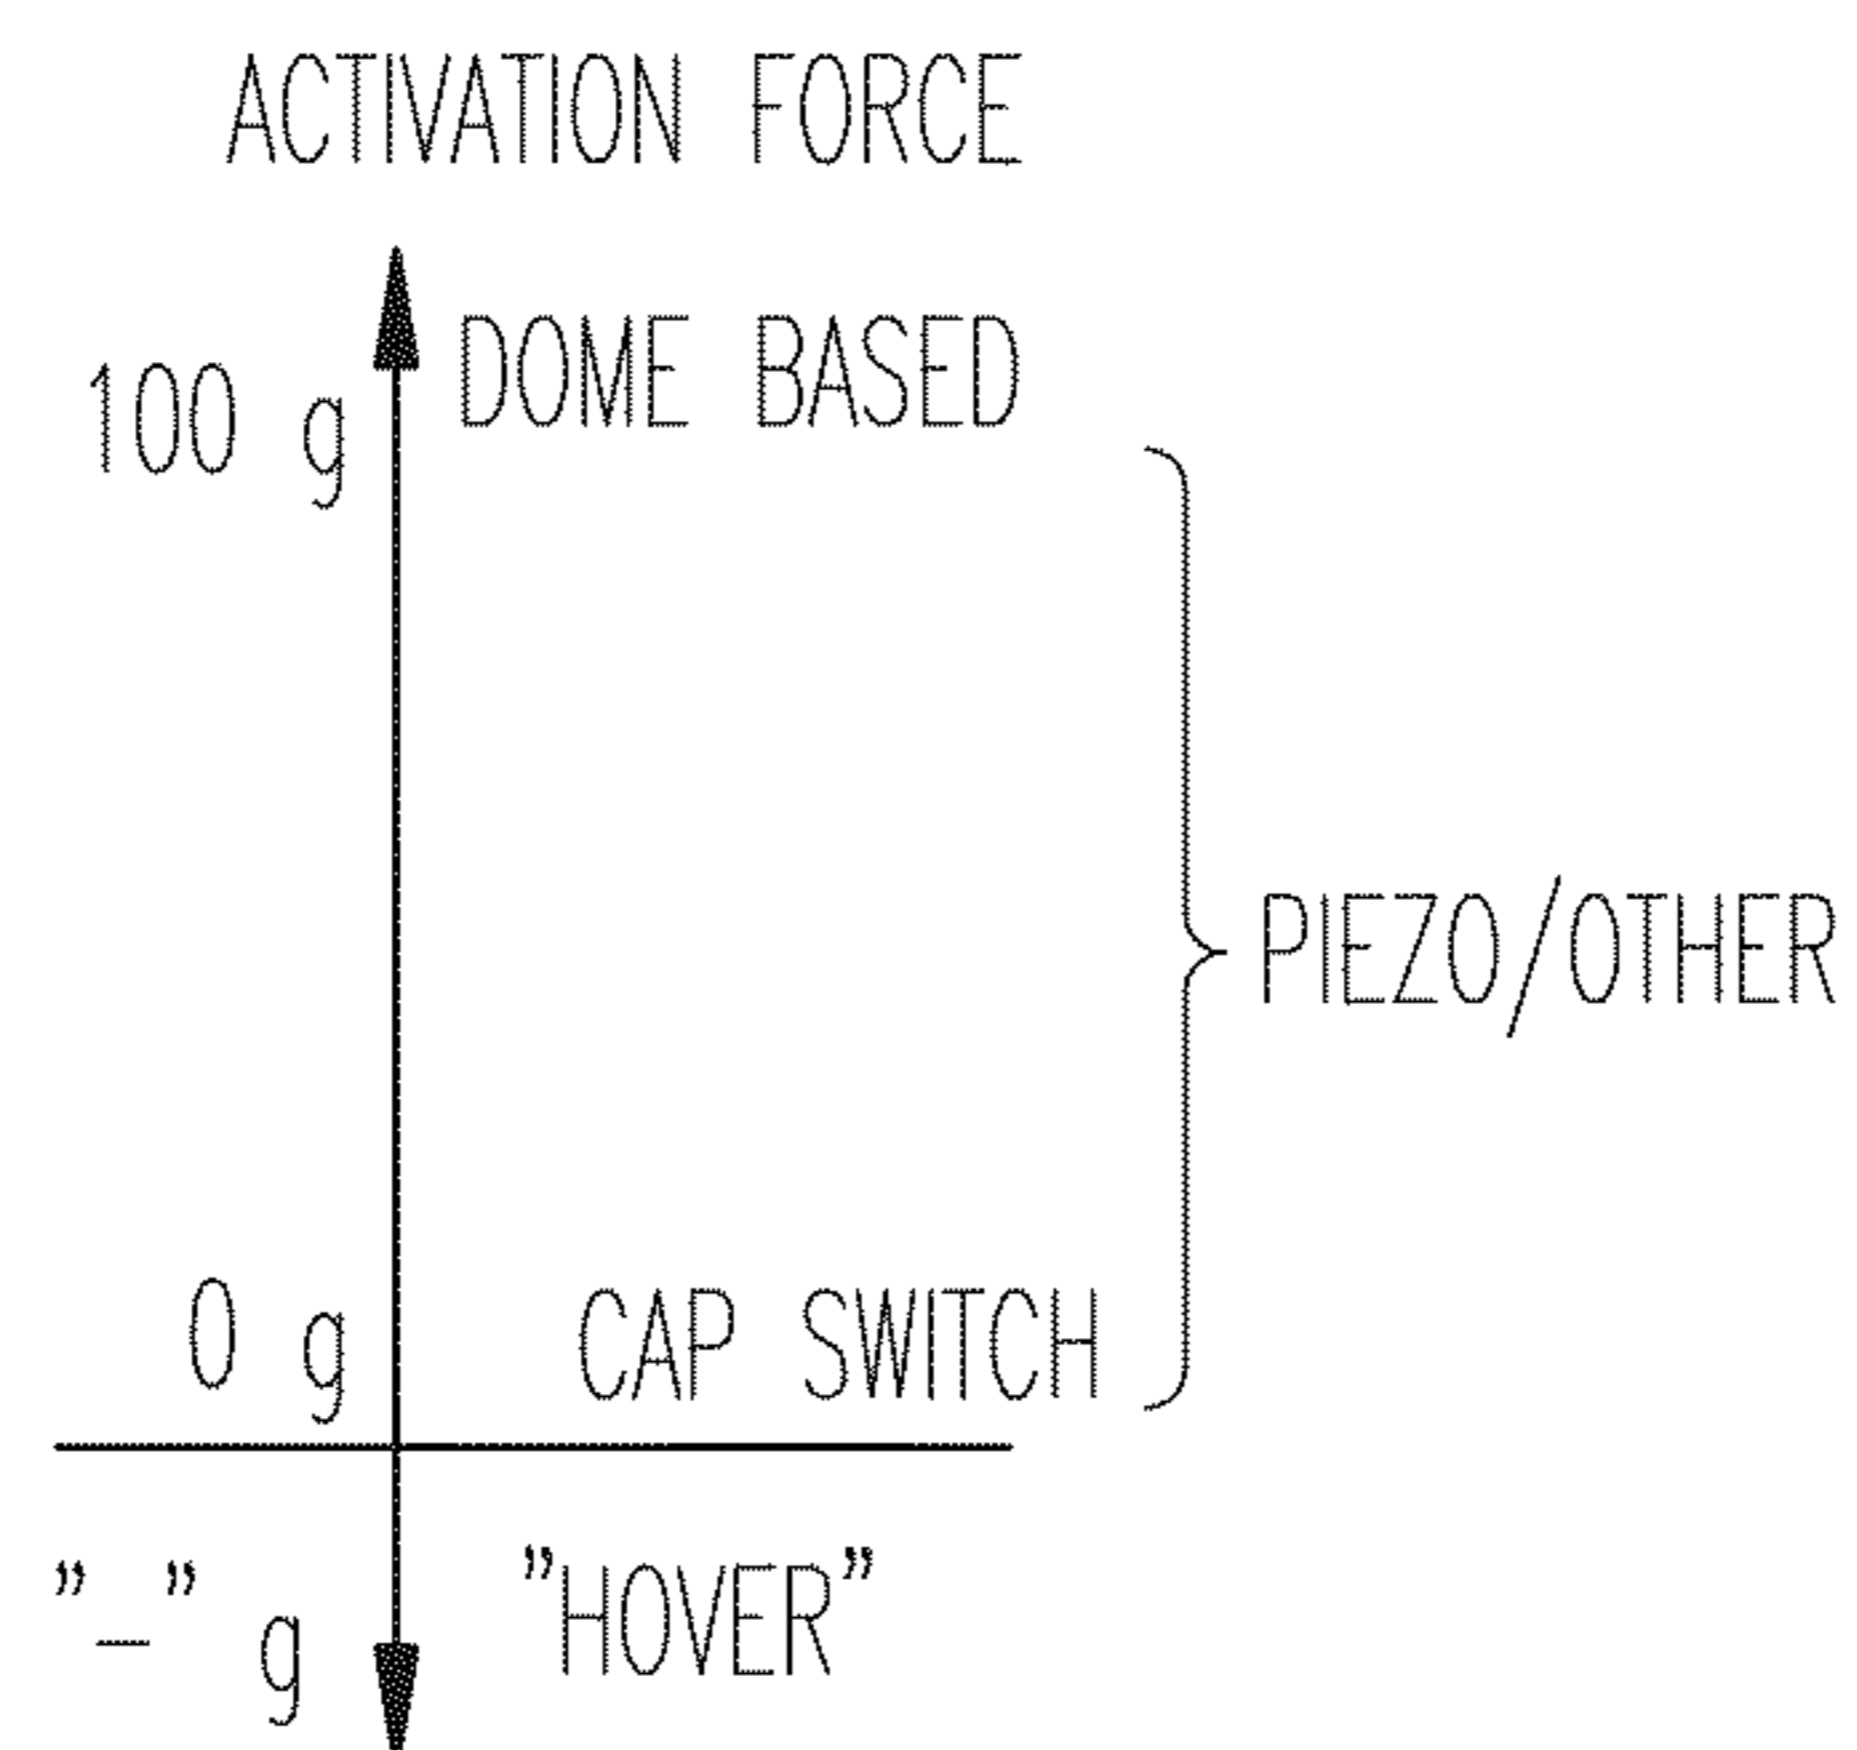 ACTIVATION FORCE
100 g
DOME BASED
PIEZO/OTHER
0 g
CAP SWITCH
"–" g
"HOVER"